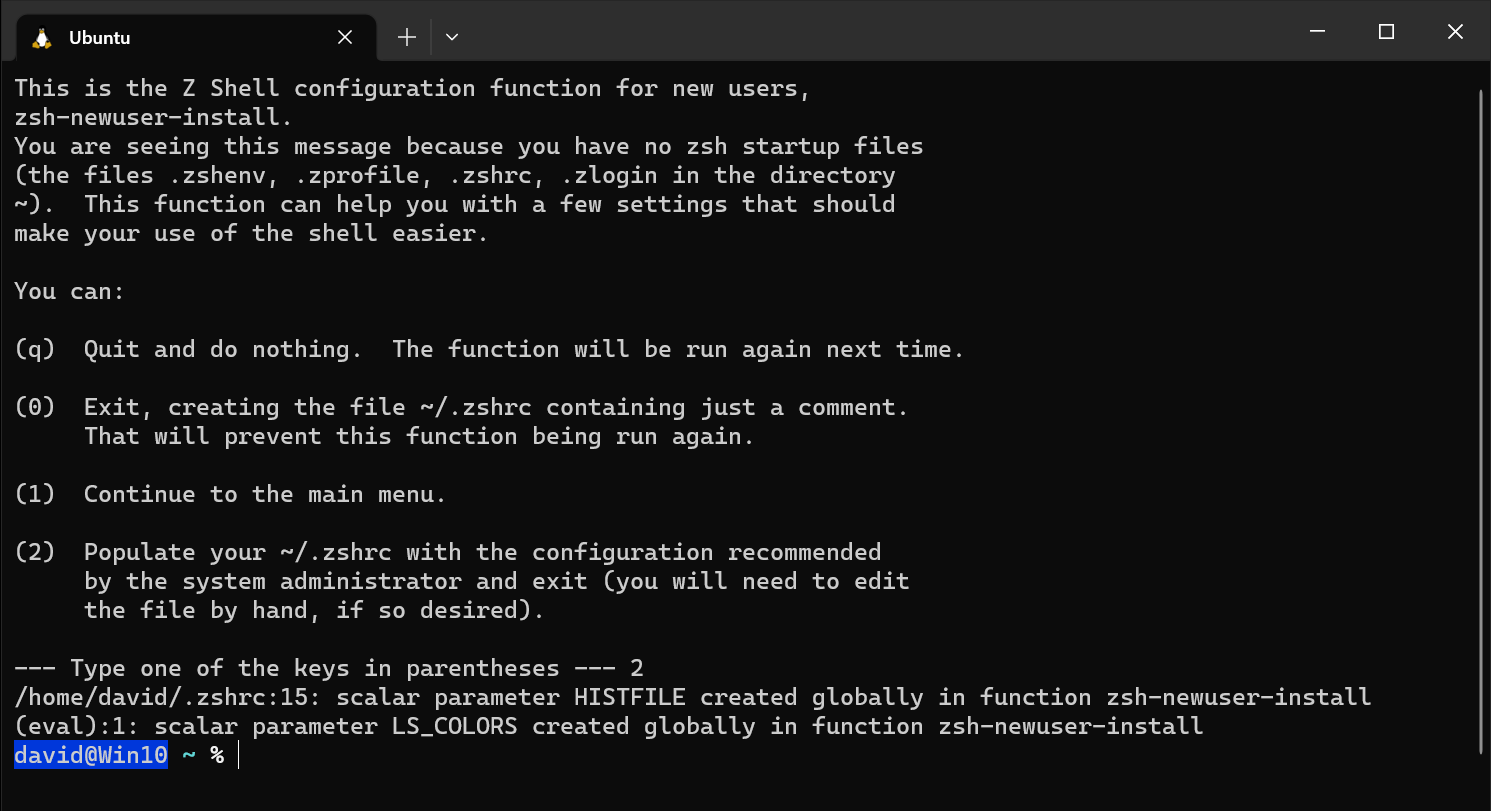 Ubuntu
This is the Z Shell configuration function for new users,
zsh-newuser-install.
You are seeing this message because you have no zsh startup files
(the files .zshenv, .zprofile, .zshrc, .zlogin in the directory
~).  This function can help you with a few settings that should
make your use of the shell easier.

You can:

(q)  Quit and do nothing.  The function will be run again next time.

(0)  Exit, creating the file ~/.zshrc containing just a comment.
     That will prevent this function being run again.

(1)  Continue to the main menu.

(2)  Populate your ~/.zshrc with the configuration recommended
     by the system administrator and exit (you will need to edit
     the file by hand, if so desired).

--- Type one of the keys in parentheses --- 2
/home/david/.zshrc:15: scalar parameter HISTFILE created globally in function zsh-newuser-install
(eval):1: scalar parameter LS_COLORS created globally in function zsh-newuser-install
david@Win10 ~ %